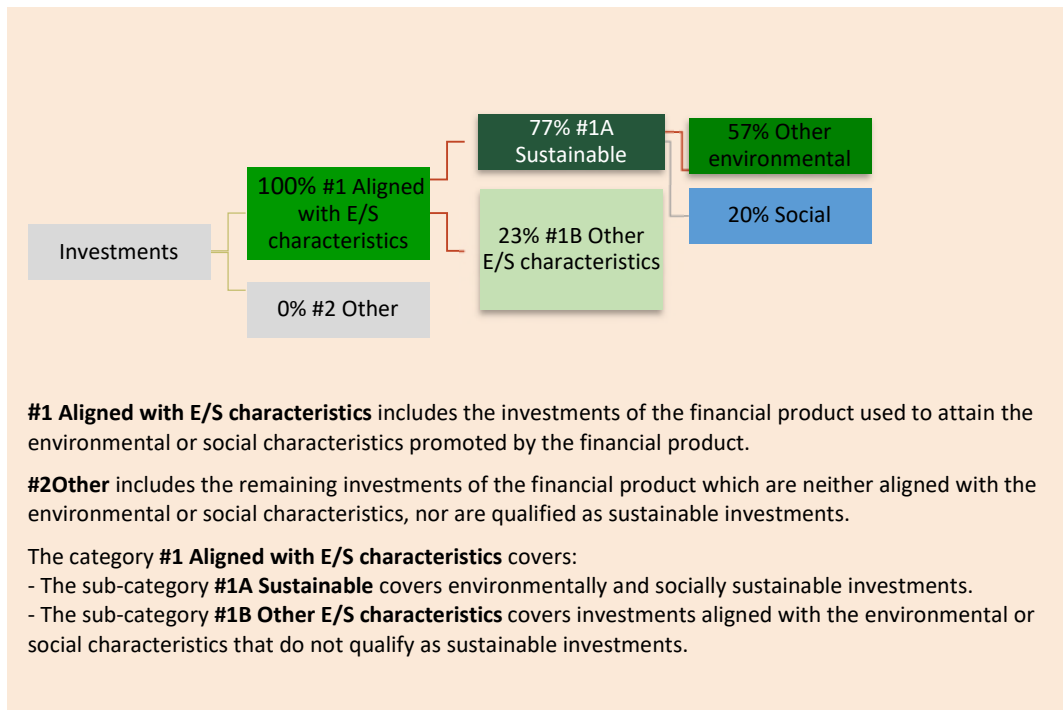 77% #1A
Sustainable
57% Other
environmental
100% #1 Aligned
with E/S
characteristics
20% Social
Investments
23% #1B Other
E/S characteristics
0% #2 Other
#1 Aligned with E/S characteristics includes the investments of the financial product used to attain the
environmental or social characteristics promoted by the financial product.
#2Other includes the remaining investments of the financial product which are neither aligned with the
environmental or social characteristics, nor are qualified as sustainable investments.
The category #1 Aligned with E/S characteristics covers:
- The sub-category #1A Sustainable covers environmentally and socially sustainable investments.
- The sub-category #1B Other E/S characteristics covers investments aligned with the environmental or
social characteristics that do not qualify as sustainable investments.